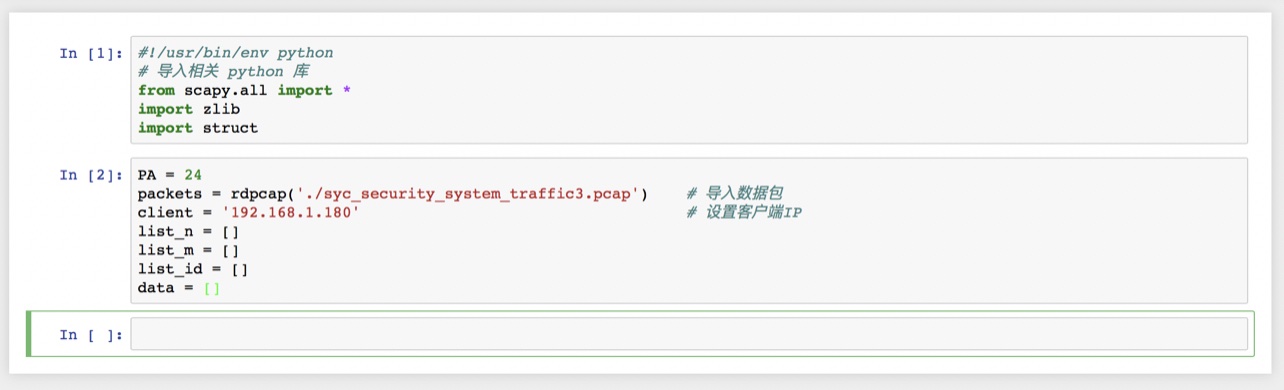 In [1]: #!/usr/bin/env python
# 导入相关 python 库
from scapy.all import *
import zlib
import struct
In [2]: PA = 24
packets = rdpcap('./syc_security_system_traffic3.pcap')    # 导入数据包
client = '192.168.1.180'                                   # 设置客户端IP
list_n = []
list_m = []
list_id = []
data = []
In [ ]: